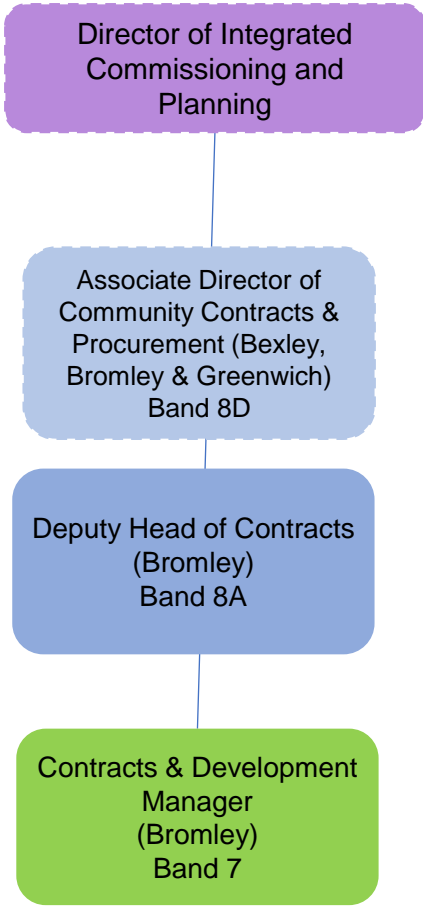 Director of Integrated
Commissioning and
Planning
Associate Director of
Community Contracts &
Procurement (Bexley,
Bromley & Greenwich)
Band 8D
Deputy Head of Contracts
(Bromley)
Band 8A
Contracts & Development
Manager
(Bromley)
Band 7